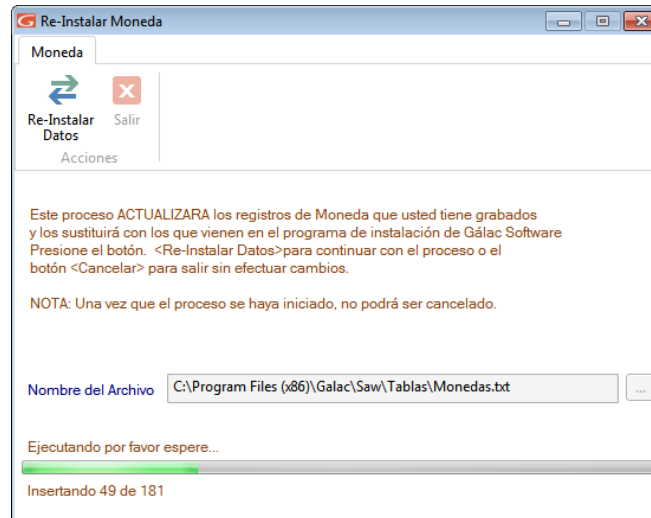 Re-Instalar Moneda
Moneda
Re-Instalar
Datos
Salir
Acciones
Este proceso ACTUALIZARA los registros de Moneda que usted tiene grabados
y los sustituirá con los que vienen en el programa de instalación de Gálac Software
Presione el botón. <Re-Instalar Datos>para continuar con el proceso o el
botón <Cancelar> para salir sin efectuar cambios.
NOTA: Una vez que el proceso se haya iniciado, no podrá ser cancelado.
Nombre del Archivo C:\Program Files (x86)\Galac\Saw\Tablas\Monedas.txt ...
Ejecutando por favor espere...
Insertando 49 de 181